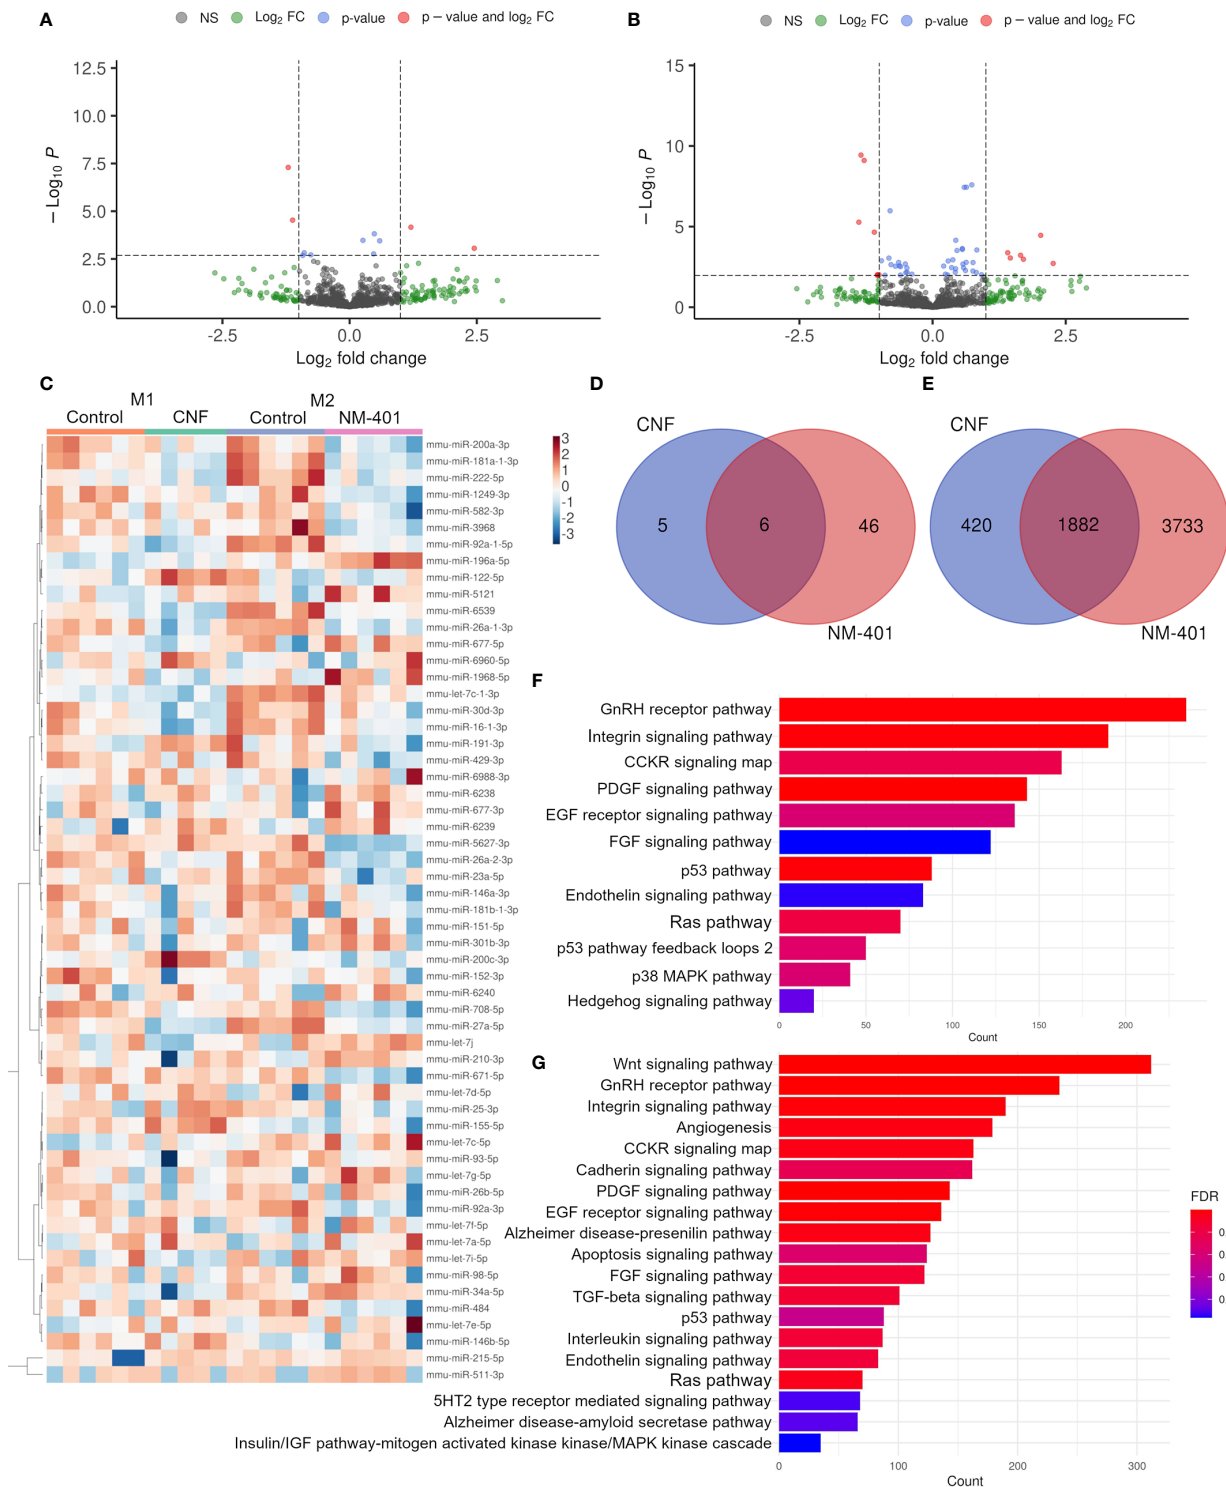 A
NS Log2 FC p-value p – value and log2 FC
12.5
10.0
7.5
5.0
2.5
0.0
– Log10 P
-2.5 0.0 2.5
Log2 fold change
B
NS Log2 FC p-value p – value and log2 FC
15
10
5
0
– Log10 P
-2.5 0.0 2.5
Log2 fold change
C
M1 M2
Control CNF Control NM-401
mmu-miR-200a-3p
mmu-miR-181a-1-3p
mmu-miR-222-5p
mmu-miR-1249-3p
mmu-miR-582-3p
mmu-miR-3968
mmu-miR-92a-1-5p
mmu-miR-196a-5p
mmu-miR-122-5p
mmu-miR-5121
mmu-miR-6539
mmu-miR-26a-1-3p
mmu-miR-677-5p
mmu-miR-6960-5p
mmu-miR-1968-5p
mmu-let-7c-1-3p
mmu-miR-30d-3p
mmu-miR-16-1-3p
mmu-miR-191-3p
mmu-miR-429-3p
mmu-miR-6988-3p
mmu-miR-6238
mmu-miR-677-3p
mmu-miR-6239
mmu-miR-5627-3p
mmu-miR-26a-2-3p
mmu-miR-23a-5p
mmu-miR-146a-3p
mmu-miR-181b-1-3p
mmu-miR-151-5p
mmu-miR-301b-3p
mmu-miR-200c-3p
mmu-miR-152-3p
mmu-miR-6240
mmu-miR-708-5p
mmu-miR-27a-5p
mmu-let-7j
mmu-miR-210-3p
mmu-miR-671-5p
mmu-let-7d-5p
mmu-miR-25-3p
mmu-miR-155-5p
mmu-let-7c-5p
mmu-miR-93-5p
mmu-let-7g-5p
mmu-miR-26b-5p
mmu-miR-92a-3p
mmu-let-7f-5p
mmu-let-7a-5p
mmu-let-7i-5p
mmu-miR-98-5p
mmu-miR-34a-5p
mmu-miR-484
mmu-let-7e-5p
mmu-miR-146b-5p
mmu-miR-215-5p
mmu-miR-511-3p
3
2
1
0
-1
-2
-3
D
CNF
5 6 46
NM-401
E
CNF
420 1882 3733
NM-401
F
GnRH receptor pathway
Integrin signaling pathway
CCKR signaling map
PDGF signaling pathway
EGF receptor signaling pathway
FGF signaling pathway
p53 pathway
Endothelin signaling pathway
Ras pathway
p53 pathway feedback loops 2
p38 MAPK pathway
Hedgehog signaling pathway
0 50 100 150 200
Count
G
Wnt signaling pathway
GnRH receptor pathway
Integrin signaling pathway
Angiogenesis
CCKR signaling map
Cadherin signaling pathway
PDGF signaling pathway
EGF receptor signaling pathway
Alzheimer disease-presenilin pathway
Apoptosis signaling pathway
FGF signaling pathway
TGF-beta signaling pathway
p53 pathway
Interleukin signaling pathway
Endothelin signaling pathway
Ras pathway
5HT2 type receptor mediated signaling pathway
Alzheimer disease-amyloid secretase pathway
Insulin/IGF pathway-mitogen activated kinase kinase/MAPK kinase cascade
0 100 200 300
Count
FDR
0
0
0
0